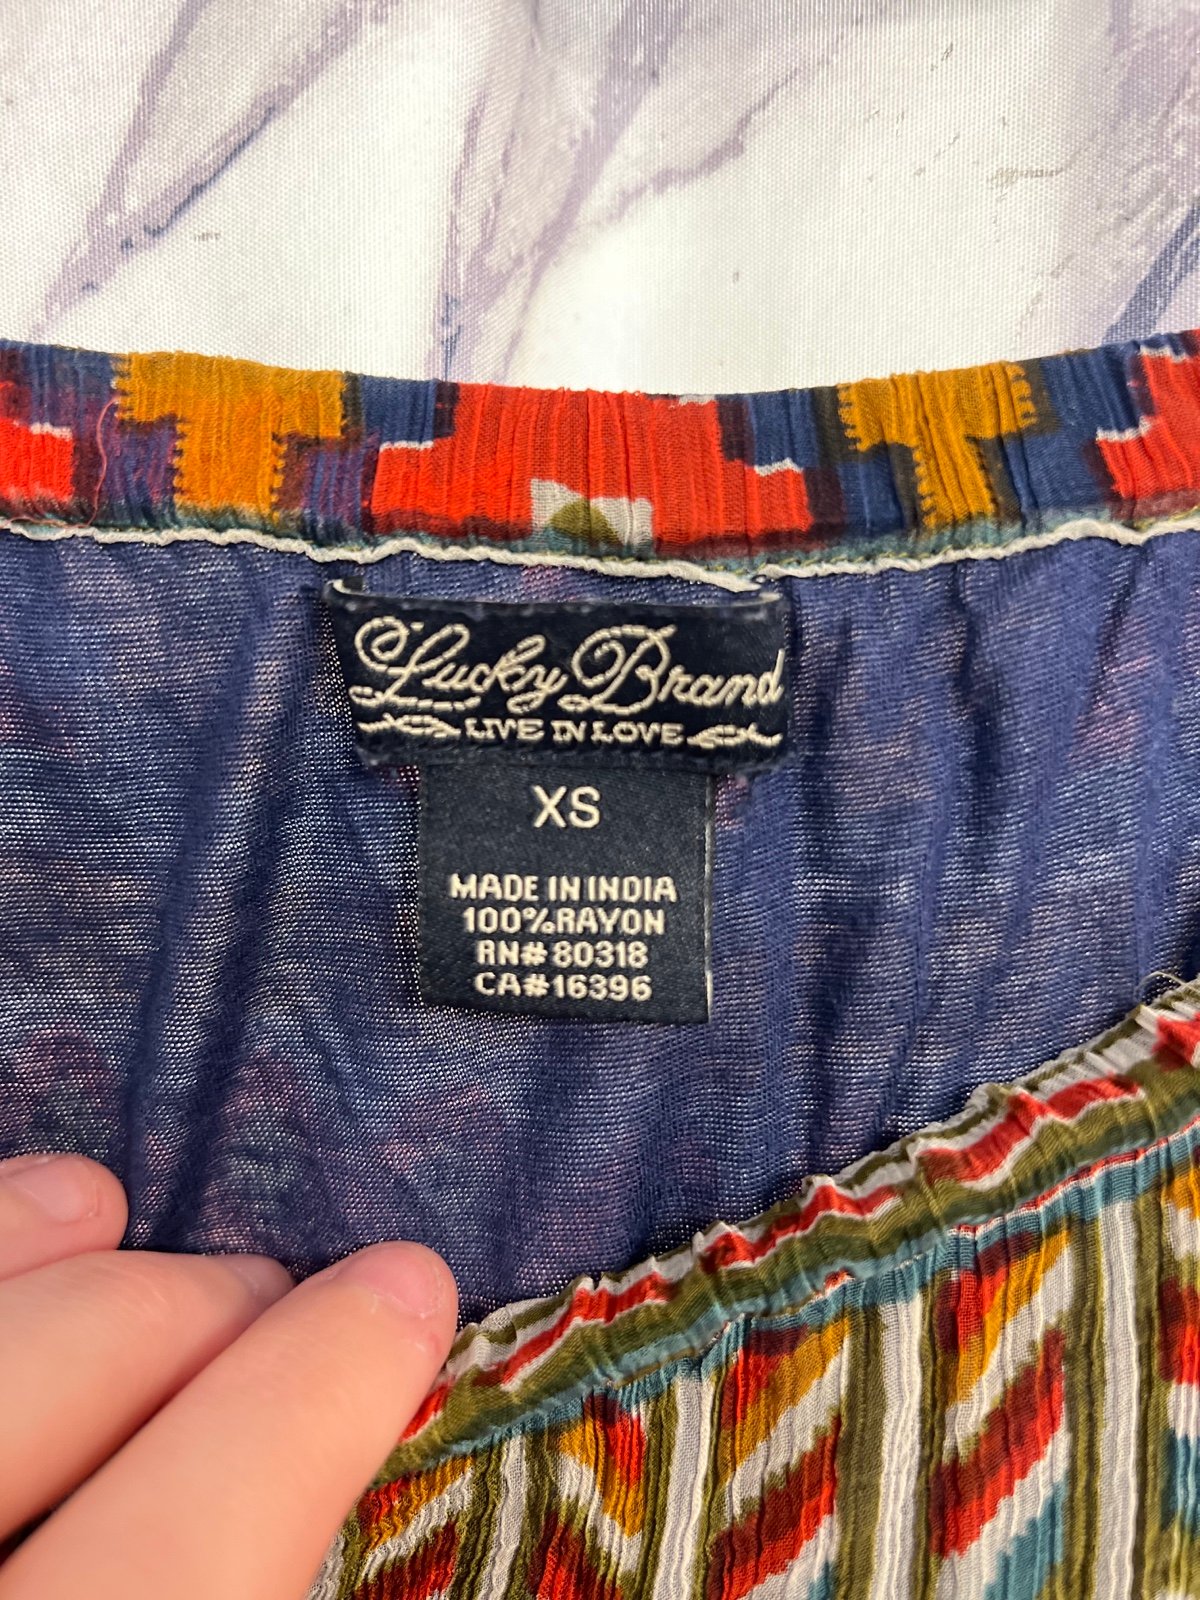 Lucky Brand
LIVE IN LOVE
XS
MADE IN INDIA
100%RAYON
RN# 80318
CA#16396